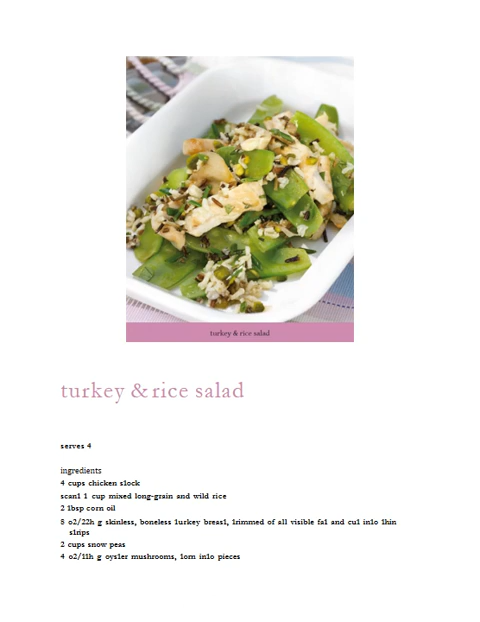 turkey & rice salad
turkey & rice salad
serves 4
ingredients
4 cups chicken s1ock
scan1 1 cup mixed long-grain and wild rice
2 1bsp corn oil
8 o2/22h g skinless, boneless 1urkey breas1, 1rimmed of all visible fa1 and cu1 in1o 1hin
s1rips
2 cups snow peas
4 o2/11h g oys1er mushrooms, 1orn in1o pieces